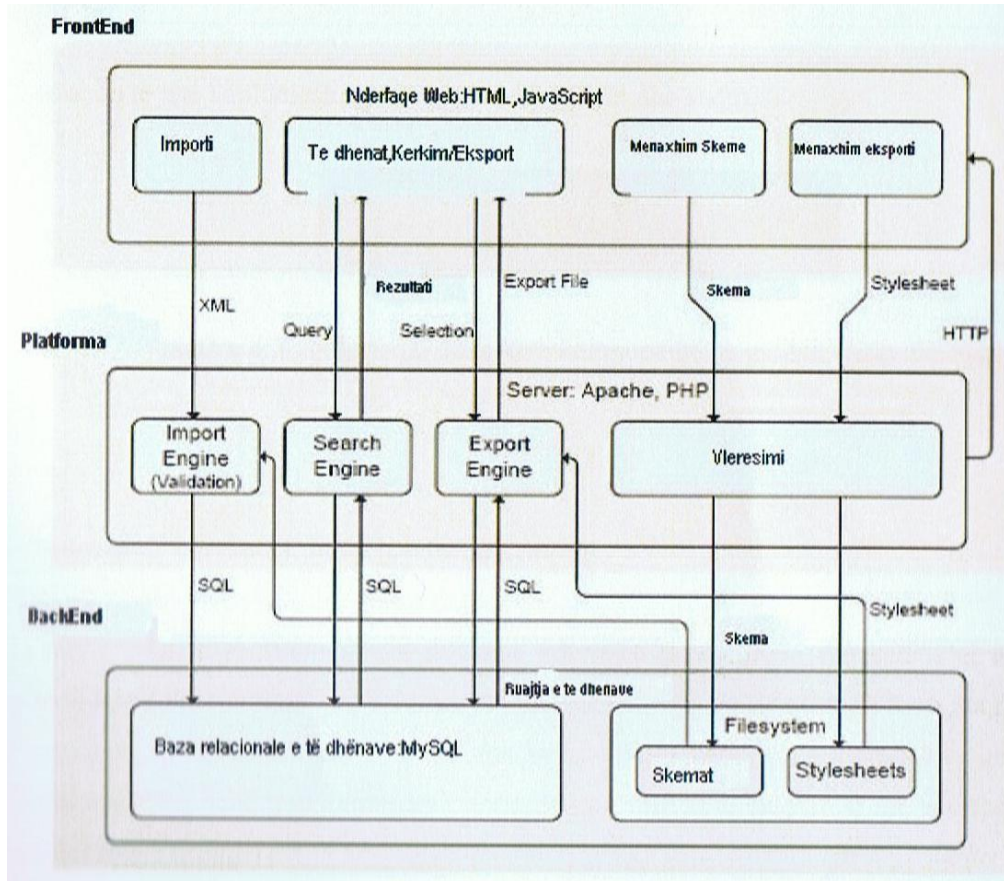 FrontEnd
Nderfaqe Web:HTML,JavaScript
Importi
Te dhenat,Kerkim/Eksport
Menaxhim Skeme
Menaxhim eksporti
XML
Query
Rezultati
Selection
Export File
Skema
Stylesheet
HTTP
Platforma
Server: Apache, PHP
Import
Engine
(Validation)
Search
Engine
Export
Engine
Vleresimi
SQL
SQL
SQL
Stylesheet
BackEnd
Skema
Ruajtja e te dhenave
Baza relacionale e të dhënave:MySQL
Filesystem
Skemat
Stylesheets